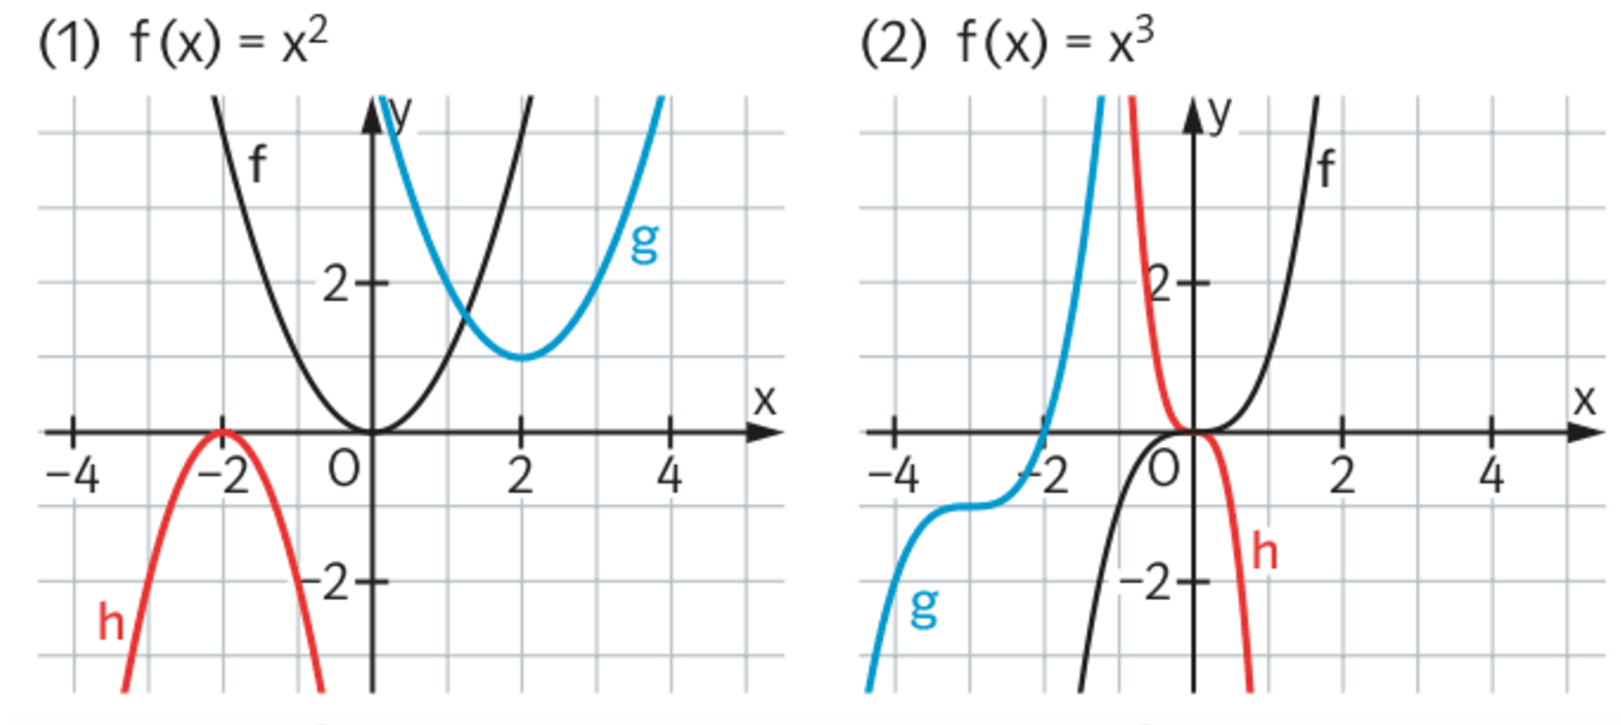 (1) f(x) = x²
y
f
g
2
x
−4 −2 O 2 4
−2
h
(2) f(x) = x³
y
f
2
x
−4 −2 O 2 4
h
−2
g